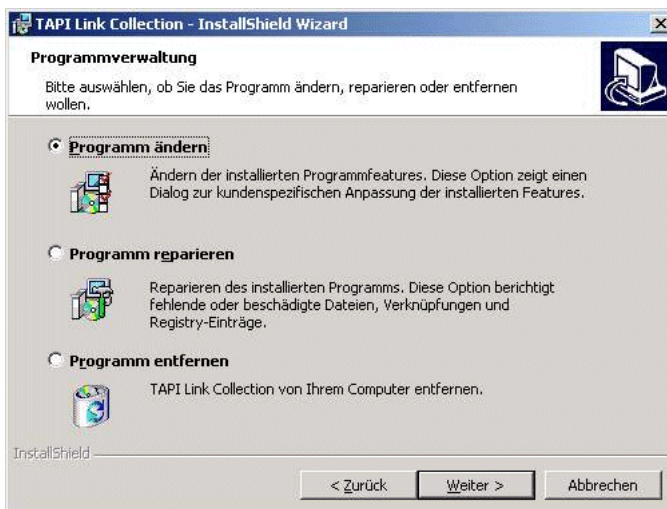 TAPI Link Collection - InstallShield Wizard
Programmverwaltung
Bitte auswählen, ob Sie das Programm ändern, reparieren oder entfernen
wollen.
Programm ändern
Ändern der installierten Programmfeatures. Diese Option zeigt einen
Dialog zur kundenspezifischen Anpassung der installierten Features.
Programm reparieren
Reparieren des installierten Programms. Diese Option berichtigt
fehlende oder beschädigte Dateien, Verknüpfungen und
Registry-Einträge.
Programm entfernen
TAPI Link Collection von Ihrem Computer entfernen.
InstallShield
< Zurück
Weiter >
Abbrechen